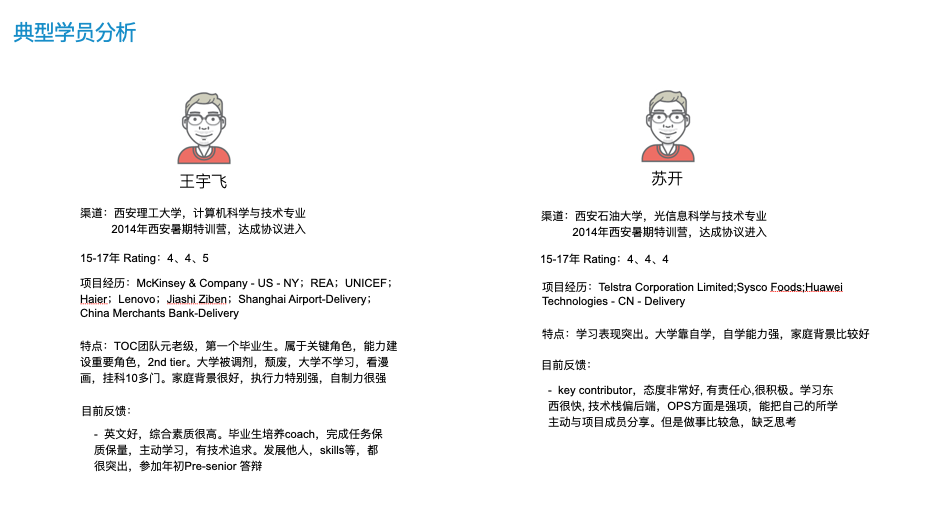 典型学员分析
王宇飞
渠道：西安理工大学，计算机科学与技术专业
2014年西安暑期特训营，达成协议进入
15-17年 Rating：4、4、5
项目经历：McKinsey & Company - US - NY；REA；UNICEF；
Haier；Lenovo；Jiashi Ziben；Shanghai Airport-Delivery；
China Merchants Bank-Delivery
特点：TOC团队元老级，第一个毕业生。属于关键角色，能力建
设重要角色，2nd tier。大学被调剂，颓废，大学不学习，看漫
画，挂科10多门。家庭背景很好，执行力特别强，自制力很强
目前反馈：
- 英文好，综合素质很高。毕业生培养coach，完成任务保
质保量，主动学习，有技术追求。发展他人，skills等，都
很突出，参加年初Pre-senior 答辩
苏开
渠道：西安石油大学，光信息科学与技术专业
2014年西安暑期特训营，达成协议进入
15-17年 Rating：4、4、4
项目经历：Telstra Corporation Limited;Sysco Foods;Huawei
Technologies - CN - Delivery
特点：学习表现突出。大学靠自学，自学能力强，家庭背景比较好
目前反馈：
- key contributor，态度非常好, 有责任心,很积极。学习东
西很快, 技术栈偏后端，OPS方面是强项，能把自己的所学
主动与项目成员分享。但是做事比较急，缺乏思考